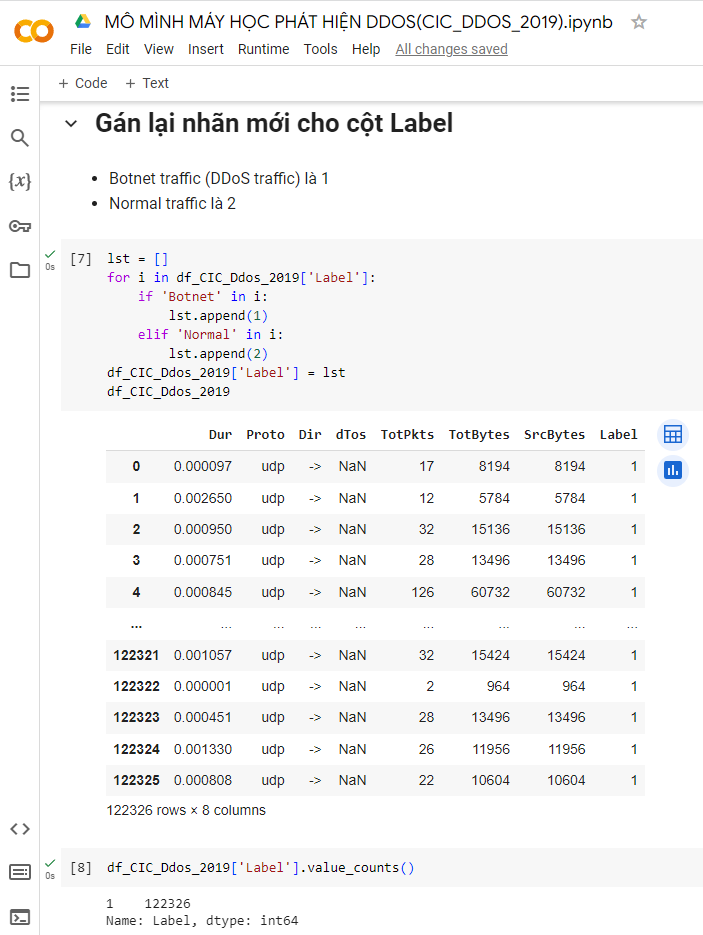 MÔ MÌNH MÁY HỌC PHÁT HIỆN DDOS(CIC_DDOS_2019).ipynb
File Edit View Insert Runtime Tools Help All changes saved
+ Code + Text
Gán lại nhãn mới cho cột Label
• Botnet traffic (DDoS traffic) là 1
• Normal traffic là 2
{x}
0s
[7] lst = []
for i in df_CIC_Ddos_2019['Label']:
    if 'Botnet' in i:
        lst.append(1)
    elif 'Normal' in i:
        lst.append(2)
df_CIC_Ddos_2019['Label'] = lst
df_CIC_Ddos_2019
Dur Proto Dir dTos TotPkts TotBytes SrcBytes Label
0 0.000097 udp -> NaN 17 8194 8194 1
1 0.002650 udp -> NaN 12 5784 5784 1
2 0.000950 udp -> NaN 32 15136 15136 1
3 0.000751 udp -> NaN 28 13496 13496 1
4 0.000845 udp -> NaN 126 60732 60732 1
... ... ... ... ... ... ... ... ...
122321 0.001057 udp -> NaN 32 15424 15424 1
122322 0.000001 udp -> NaN 2 964 964 1
122323 0.000451 udp -> NaN 28 13496 13496 1
122324 0.001330 udp -> NaN 26 11956 11956 1
122325 0.000808 udp -> NaN 22 10604 10604 1
122326 rows × 8 columns
0s
[8] df_CIC_Ddos_2019['Label'].value_counts()
1    122326
Name: Label, dtype: int64